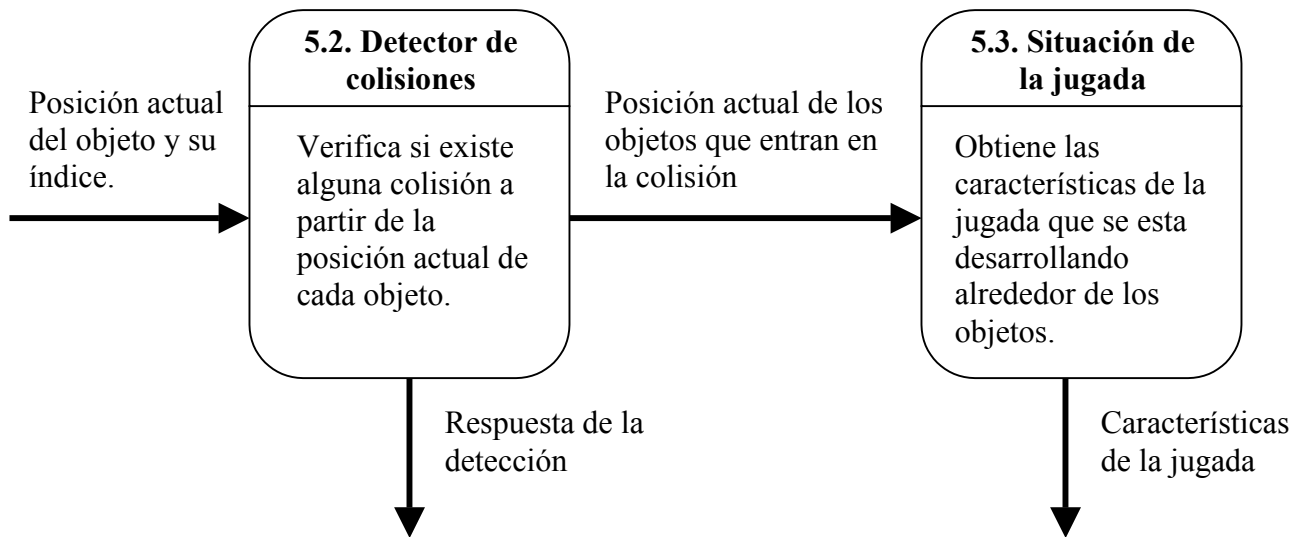 5.2. Detector de
colisiones
5.3. Situación de
la jugada
Posición actual
del objeto y su
índice.
Verifica si existe
alguna colisión a
partir de la
posición actual de
cada objeto.
Posición actual de los
objetos que entran en
la colisión
Obtiene las
características de la
jugada que se esta
desarrollando
alrededor de los
objetos.
Respuesta de la
detección
Características
de la jugada